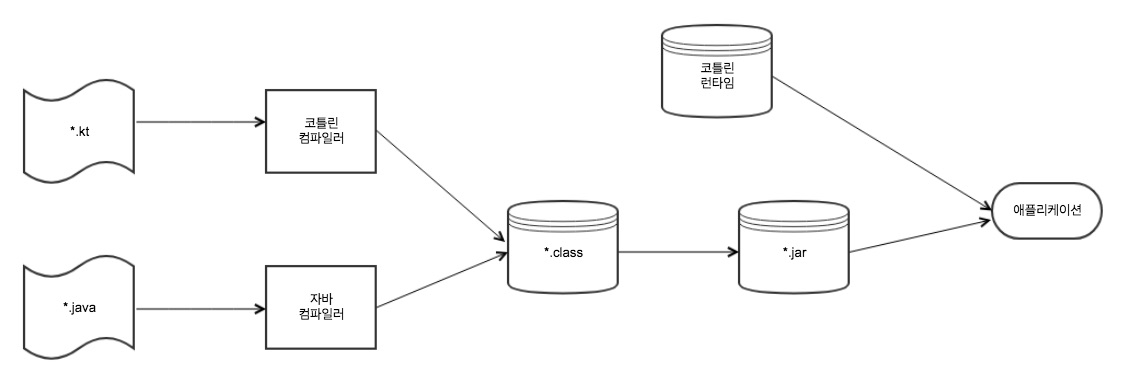 *.kt
코틀린
컴파일러
*.java
자바
컴파일러
*.class
*.jar
코틀린
런타임
애플리케이션